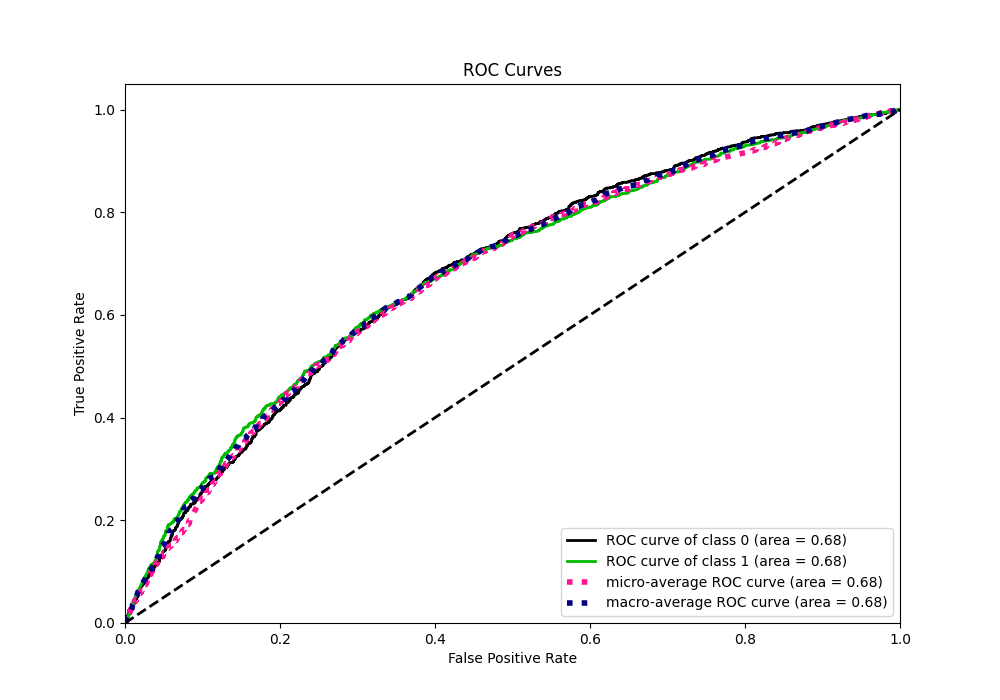 ROC Curves
True Positive Rate
1.0
0.8
0.6
0.4
0.2
0.0
ROC curve of class 0 (area = 0.68)
ROC curve of class 1 (area = 0.68)
micro-average ROC curve (area = 0.68)
macro-average ROC curve (area = 0.68)
0.0 0.2 0.4 0.6 0.8 1.0
False Positive Rate